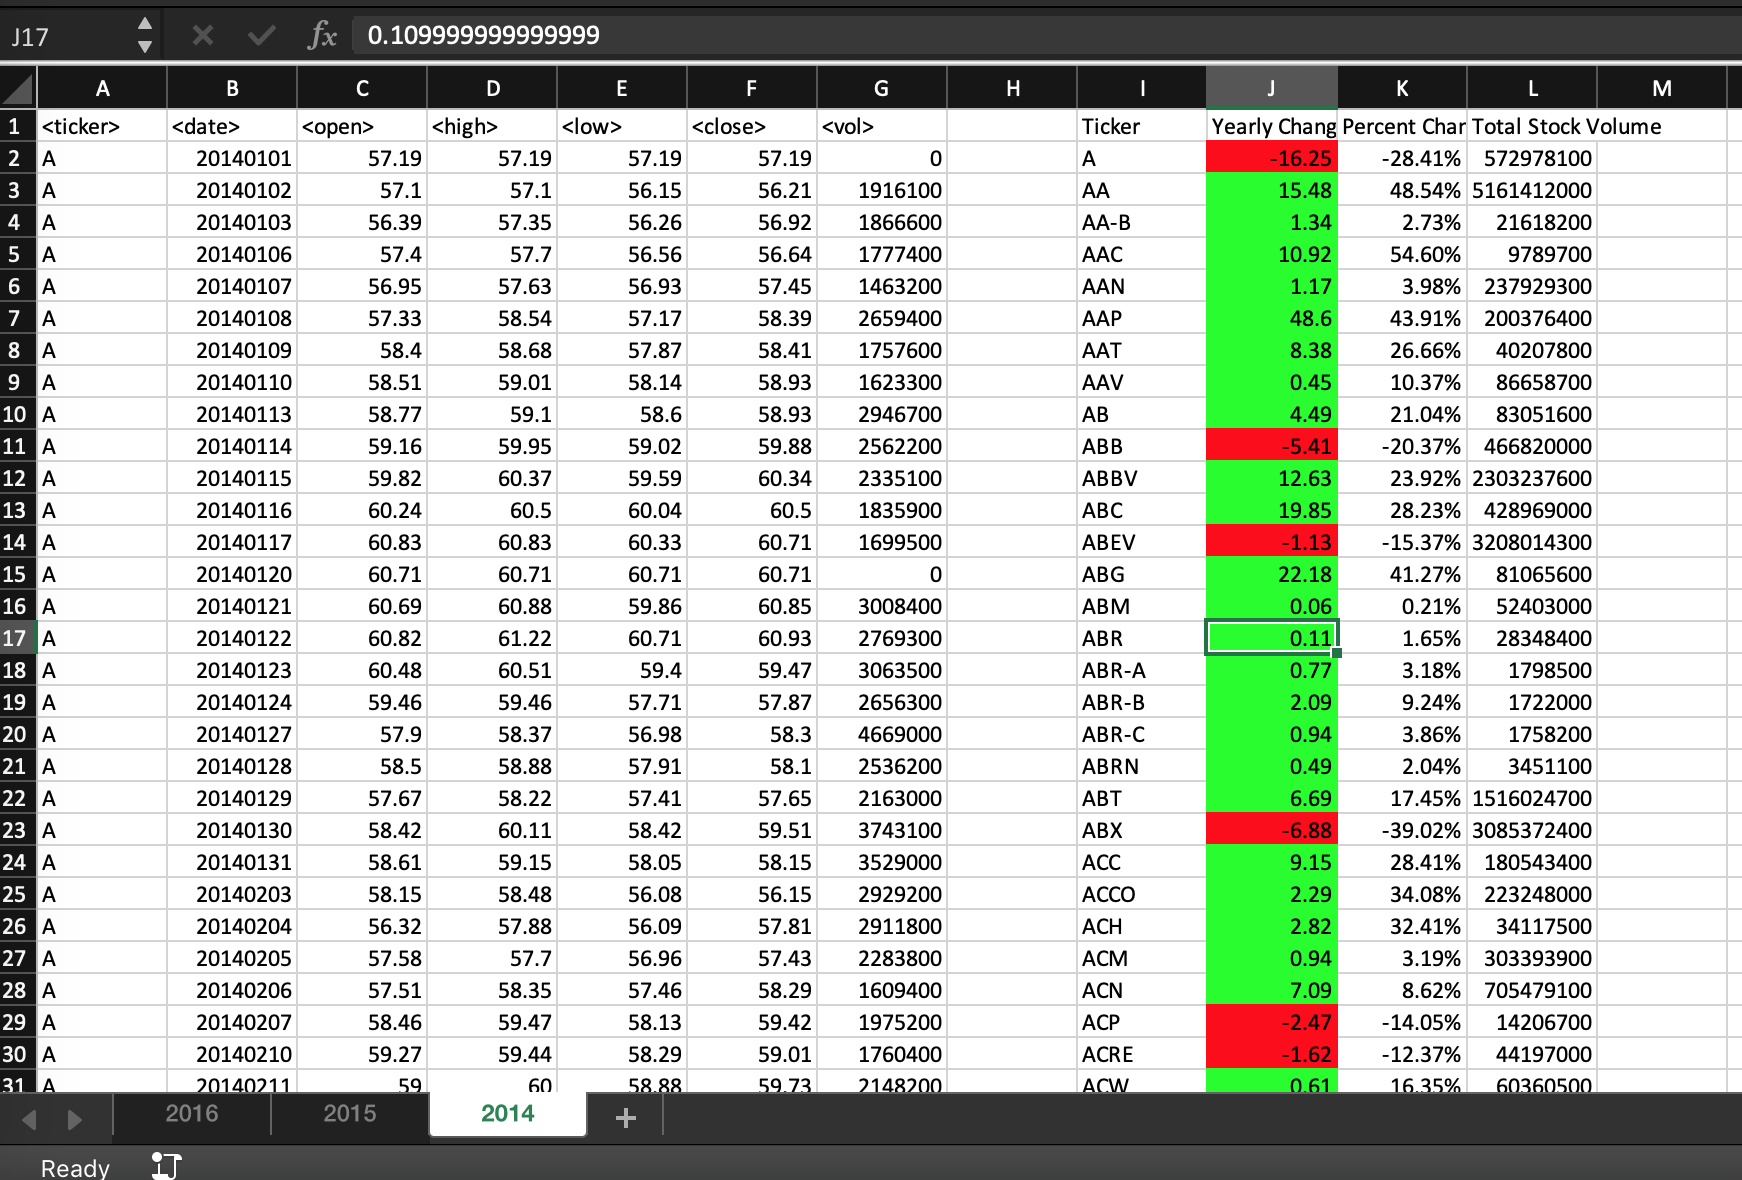 J17 fx 0.109999999999999
A B C D E F G H I J K L M
1 <ticker> <date> <open> <high> <low> <close> <vol> Ticker Yearly Chang Percent Char Total Stock Volume
2 A 20140101 57.19 57.19 57.19 57.19 0 A -16.25 -28.41% 572978100
3 A 20140102 57.1 57.1 56.15 56.21 1916100 AA 15.48 48.54% 5161412000
4 A 20140103 56.39 57.35 56.26 56.92 1866600 AA-B 1.34 2.73% 21618200
5 A 20140106 57.4 57.7 56.56 56.64 1777400 AAC 10.92 54.60% 9789700
6 A 20140107 56.95 57.63 56.93 57.45 1463200 AAN 1.17 3.98% 237929300
7 A 20140108 57.33 58.54 57.17 58.39 2659400 AAP 48.6 43.91% 200376400
8 A 20140109 58.4 58.68 57.87 58.41 1757600 AAT 8.38 26.66% 40207800
9 A 20140110 58.51 59.01 58.14 58.93 1623300 AAV 0.45 10.37% 86658700
10 A 20140113 58.77 59.1 58.6 58.93 2946700 AB 4.49 21.04% 83051600
11 A 20140114 59.16 59.95 59.02 59.88 2562200 ABB -5.41 -20.37% 466820000
12 A 20140115 59.82 60.37 59.59 60.34 2335100 ABBV 12.63 23.92% 2303237600
13 A 20140116 60.24 60.5 60.04 60.5 1835900 ABC 19.85 28.23% 428969000
14 A 20140117 60.83 60.83 60.33 60.71 1699500 ABEV -1.13 -15.37% 3208014300
15 A 20140120 60.71 60.71 60.71 60.71 0 ABG 22.18 41.27% 81065600
16 A 20140121 60.69 60.88 59.86 60.85 3008400 ABM 0.06 0.21% 52403000
17 A 20140122 60.82 61.22 60.71 60.93 2769300 ABR 0.11 1.65% 28348400
18 A 20140123 60.48 60.51 59.4 59.47 3063500 ABR-A 0.77 3.18% 1798500
19 A 20140124 59.46 59.46 57.71 57.87 2656300 ABR-B 2.09 9.24% 1722000
20 A 20140127 57.9 58.37 56.98 58.3 4669000 ABR-C 0.94 3.86% 1758200
21 A 20140128 58.5 58.88 57.91 58.1 2536200 ABRN 0.49 2.04% 3451100
22 A 20140129 57.67 58.22 57.41 57.65 2163000 ABT 6.69 17.45% 1516024700
23 A 20140130 58.42 60.11 58.42 59.51 3743100 ABX -6.88 -39.02% 3085372400
24 A 20140131 58.61 59.15 58.05 58.15 3529000 ACC 9.15 28.41% 180543400
25 A 20140203 58.15 58.48 56.08 56.15 2929200 ACCO 2.29 34.08% 223248000
26 A 20140204 56.32 57.88 56.09 57.81 2911800 ACH 2.82 32.41% 34117500
27 A 20140205 57.58 57.7 56.96 57.43 2283800 ACM 0.94 3.19% 303393900
28 A 20140206 57.51 58.35 57.46 58.29 1609400 ACN 7.09 8.62% 705479100
29 A 20140207 58.46 59.47 58.13 59.42 1975200 ACP -2.47 -14.05% 14206700
30 A 20140210 59.27 59.44 58.29 59.01 1760400 ACRE -1.62 -12.37% 44197000
31 A 20140211 59 60 58.88 59.73 2148200 ACW 0.61 16.35% 60360500
2016 2015 2014 +
Ready